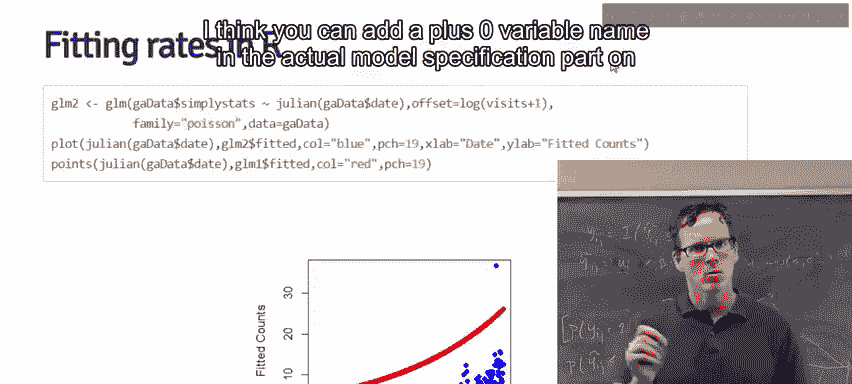 Fitting rates in R
I think you can add a plus 0 variable name
in the actual model specification part on
glm2 <- glm(gaData$simplystats ~ julian(gaData$date),offset=log(visits+1),
family="poisson",data=gaData)
plot(julian(gaData$date),glm2$fitted,col="blue",pch=19,xlab="Date",ylab="Fitted Counts")
points(julian(gaData$date),glm1$fitted,col="red",pch=19)
Fitted Counts
30
20
10